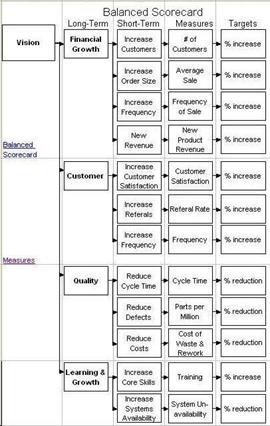 Balanced Scorecard
Long-Term Short-Term Measures Targets
Vision
Financial
Growth
Increase
Customers
# of
Customers
% increase
Increase
Order Size
Average
Sale
% increase
Increase
Frequency
Frequency
of Sale
% increase
New
Revenue
New
Product
Revenue
% increase
Balanced
Scorecard
Customer
Increase
Customer
Satisfaction
Customer
Satisfaction
% increase
Increase
Referals
Referal Rate
% increase
Increase
Frequency
Frequency
% increase
Measures
Quality
Reduce
Cycle Time
Cycle Time
% reduction
Reduce
Defects
Parts per
Million
% reduction
Reduce
Costs
Cost of
Waste &
Rework
% reduction
Learning &
Growth
Increase
Core Skills
Training
% increase
Increase
Systems
Availability
System Un-
availability
% reduction